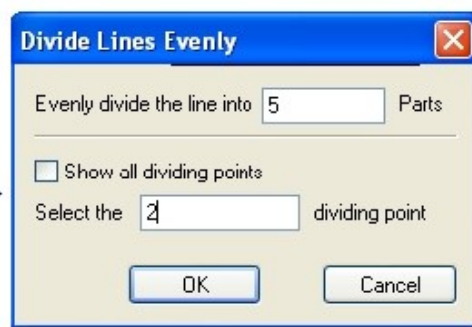 Divide Lines Evenly
Evenly divide the line into 5 Parts
Show all dividing points
Select the 2 dividing point
OK Cancel